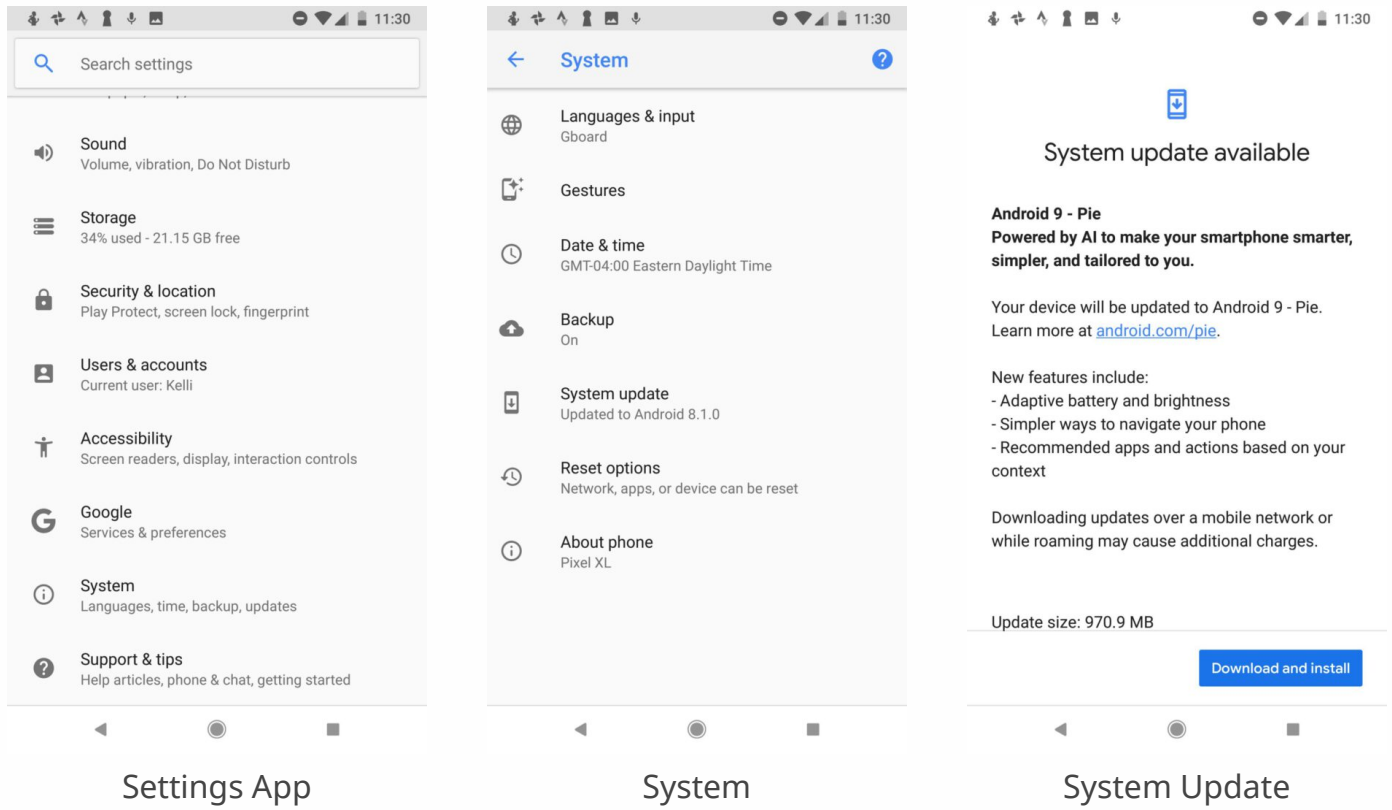 11:30
Search settings
Sound
Volume, vibration, Do Not Disturb
Storage
34% used - 21.15 GB free
Security & location
Play Protect, screen lock, fingerprint
Users & accounts
Current user: Kelli
Accessibility
Screen readers, display, interaction controls
Google
Services & preferences
System
Languages, time, backup, updates
Support & tips
Help articles, phone & chat, getting started
Settings App
11:30
System
Languages & input
Gboard
Gestures
Date & time
GMT-04:00 Eastern Daylight Time
Backup
On
System update
Updated to Android 8.1.0
Reset options
Network, apps, or device can be reset
About phone
Pixel XL
System
11:30
System update available
Android 9 - Pie
Powered by AI to make your smartphone smarter,
simpler, and tailored to you.
Your device will be updated to Android 9 - Pie.
Learn more at android.com/pie.
New features include:
- Adaptive battery and brightness
- Simpler ways to navigate your phone
- Recommended apps and actions based on your
context
Downloading updates over a mobile network or
while roaming may cause additional charges.
Update size: 970.9 MB
Download and install
System Update